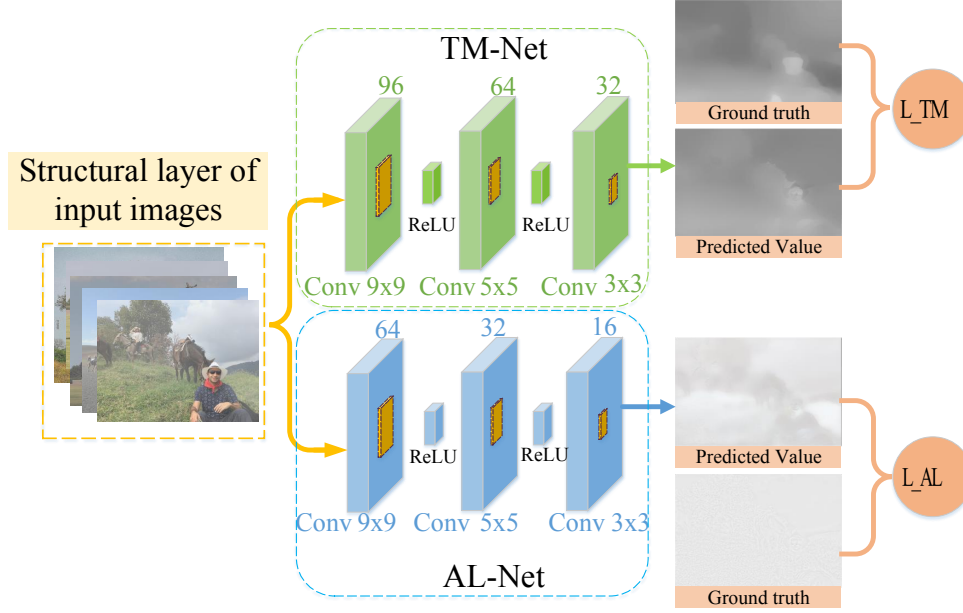 Structural layer of
input images
TM-Net
96
64
32
ReLU
ReLU
Conv 9x9
Conv 5x5
Conv 3x3
64
32
16
ReLU
ReLU
Conv 9x9
Conv 5x5
Conv 3x3
AL-Net
Ground truth
Predicted Value
L_TM
Predicted Value
Ground truth
L_AL